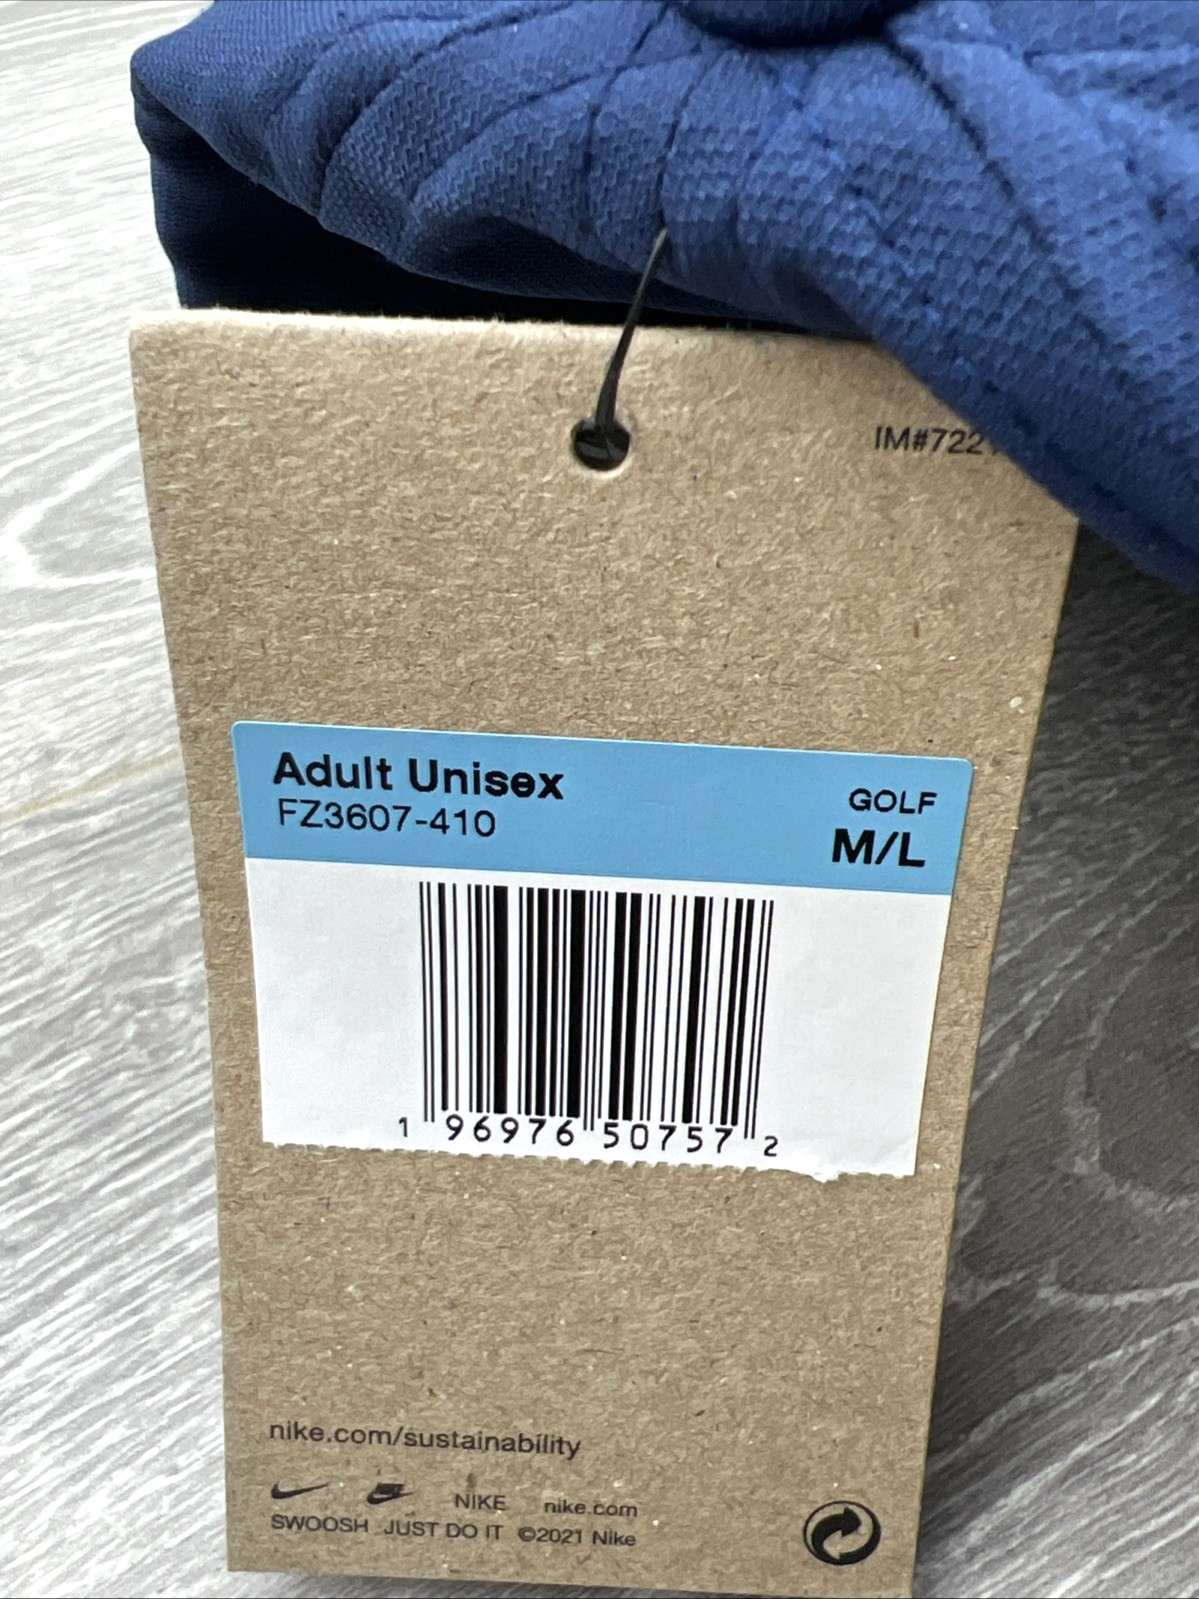 IM#722
Adult Unisex
FZ3607-410
GOLF
M/L
1 96976 50757 2
nike.com/sustainability
NIKE nike.com
SWOOSH JUST DO IT ©2021 Nike